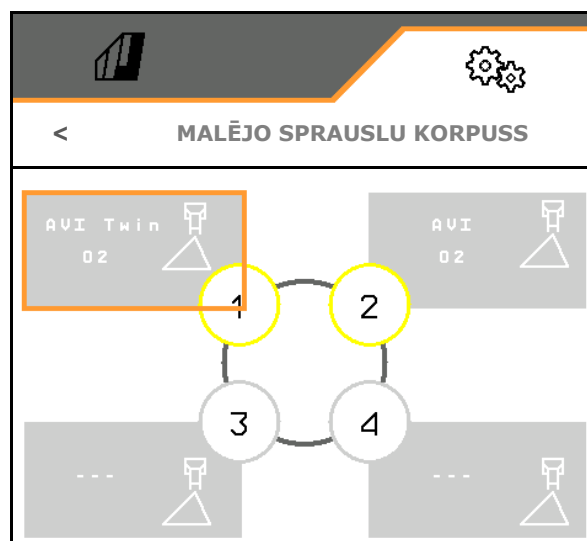 < MALĒJO SPRAUSLU KORPUSS
AVI Twin
02
AVI
02
1
2
3
4
---
---